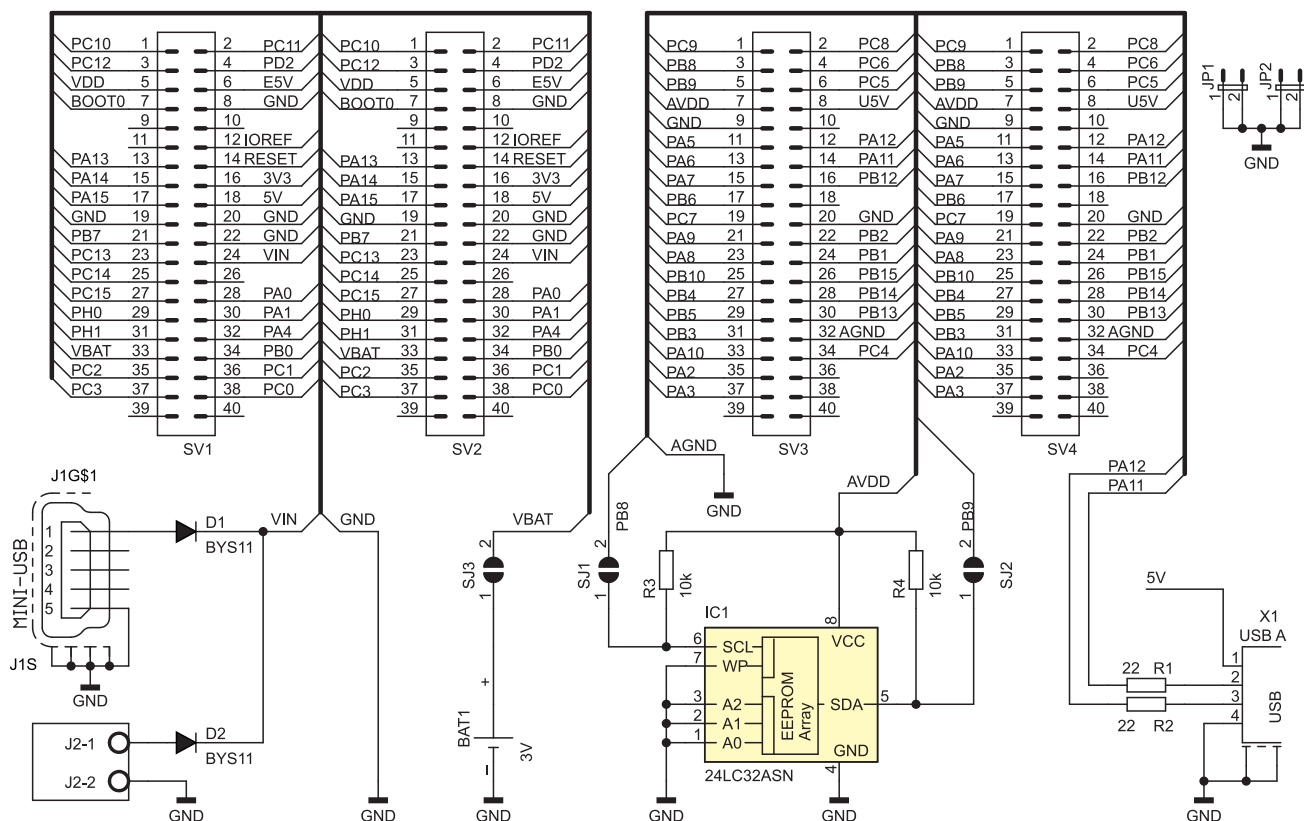 PC10 1 2 PC11 PC10 1 2 PC11 PC9 1 2 PC8 PC9 1 2 PC8
PC12 3 4 PD2 PC12 3 4 PD2 PB8 3 4 PC6 PB8 3 4 PC6
VDD 5 6 E5V VDD 5 6 E5V PB9 5 6 PC5 PB9 5 6 PC5
BOOT0 7 8 GND BOOT0 7 8 GND AVDD 7 8 U5V AVDD 7 8 U5V
9 10 9 10 GND 9 10 GND 9 10
11 12 IOREF 11 12 IOREF PA5 11 12 PA12 PA5 11 12 PA12
PA13 13 14 RESET PA13 13 14 RESET PA6 13 14 PA11 PA6 13 14 PA11
PA14 15 16 3V3 PA14 15 16 3V3 PA7 15 16 PB12 PA7 15 16 PB12
PA15 17 18 5V PA15 17 18 5V PB6 17 18 PB6 17 18
GND 19 20 GND GND 19 20 GND PC7 19 20 GND PC7 19 20 GND
PB7 21 22 GND PB7 21 22 GND PA9 21 22 PB2 PA9 21 22 PB2
PC13 23 24 VIN PC13 23 24 VIN PA8 23 24 PB1 PA8 23 24 PB1
PC14 25 26 PC14 25 26 PB10 25 26 PB15 PB10 25 26 PB15
PC15 27 28 PA0 PC15 27 28 PA0 PB4 27 28 PB14 PB4 27 28 PB14
PH0 29 30 PA1 PH0 29 30 PA1 PB5 29 30 PB13 PB5 29 30 PB13
PH1 31 32 PA4 PH1 31 32 PA4 PB3 31 32 AGND PB3 31 32 AGND
VBAT 33 34 PB0 VBAT 33 34 PB0 PA10 33 34 PC4 PA10 33 34 PC4
PC2 35 36 PC1 PC2 35 36 PC1 PA2 35 36 PA2 35 36
PC3 37 38 PC0 PC3 37 38 PC0 PA3 37 38 PA3 37 38
39 40 39 40 39 40 39 40
SV1 SV2 SV3 SV4
JP1 JP2
1 2 1 2
GND
J1G$1
MINI-USB
1
2
3
4
5
J1S
GND
D1
BYS11
VIN GND
J2-1
J2-2
D2
BYS11
GND
GND
VBAT
2
SJ3
1
+
BAT1
3V
–
GND
PB8
2
SJ1
1
AGND
GND
AVDD
R3
10k
R4
10k
PB9
2
SJ2
1
IC1
8
VCC
6 SCL
7 WP
3 A2
2 A1
1 A0
EEPROM
Array
SDA 5
GND
4
24LC32ASN
GND
GND
PA12
PA11
5V
X1
USB A
1
22 R1 2
3
22 R2
4
USB
GND